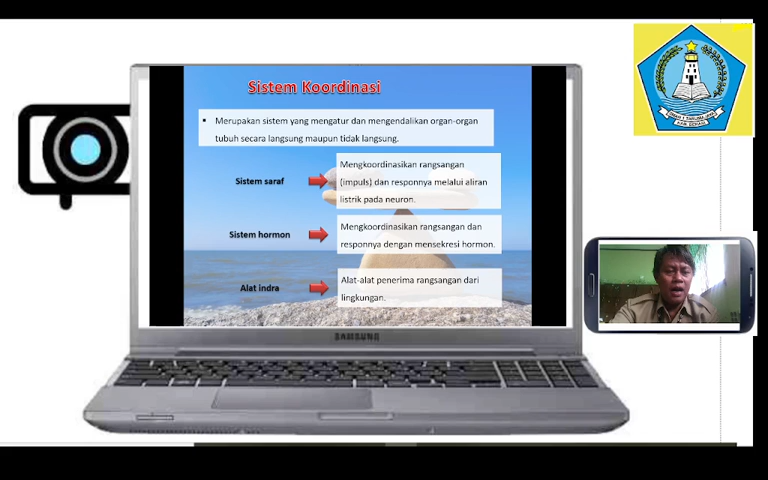 Sistem Koordinasi
▪ Merupakan sistem yang mengatur dan mengendalikan organ-organ
tubuh secara langsung maupun tidak langsung.
Sistem saraf
Mengkoordinasikan rangsangan
(impuls) dan responnya melalui aliran
listrik pada neuron.
Sistem hormon
Mengkoordinasikan rangsangan dan
responnya dengan mensekresi hormon.
Alat indra
Alat-alat penerima rangsangan dari
lingkungan.
SAMSUNG